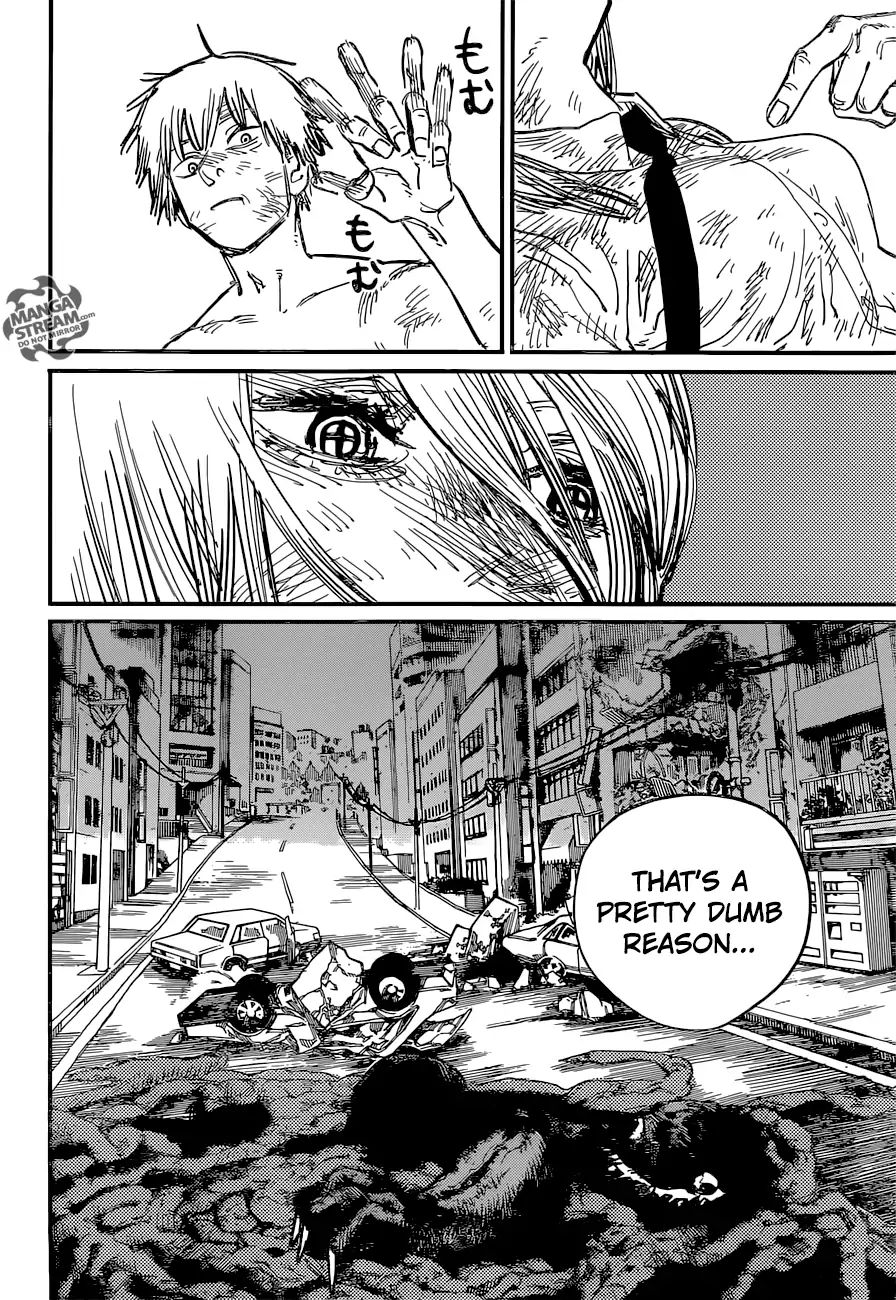 もむ
もむ
MANGA
STREAM.com
DO NOT MIRROR
THAT'S A
PRETTY DUMB
REASON...